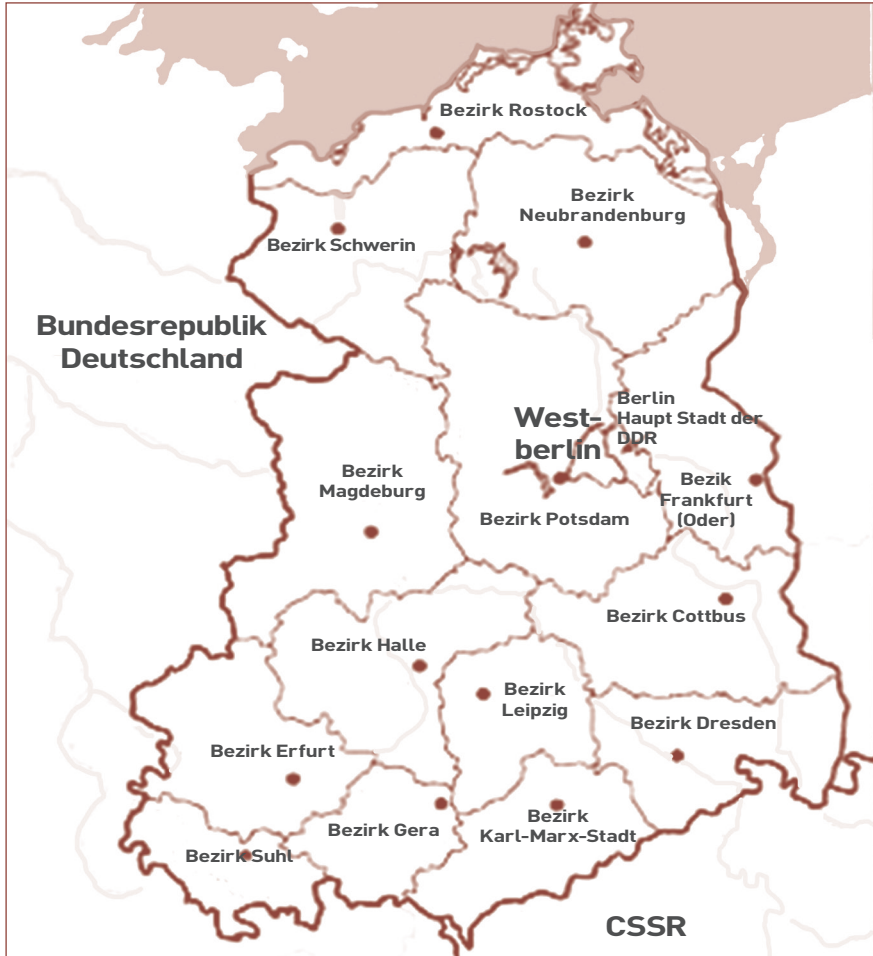 Bezirk Rostock
Bezirk
Neubrandenburg
Bezirk Schwerin
Bundesrepublik
Deutschland
Berlin
Haupt Stadt der
DDR
West-
berlin
Bezirk
Magdeburg
Bezik
Frankfurt
(Oder)
Bezirk Potsdam
Bezirk Cottbus
Bezirk Halle
Bezirk
Leipzig
Bezirk Dresden
Bezirk Erfurt
Bezirk
Karl-Marx-Stadt
Bezirk Gera
Bezirk Suhl
CSSR